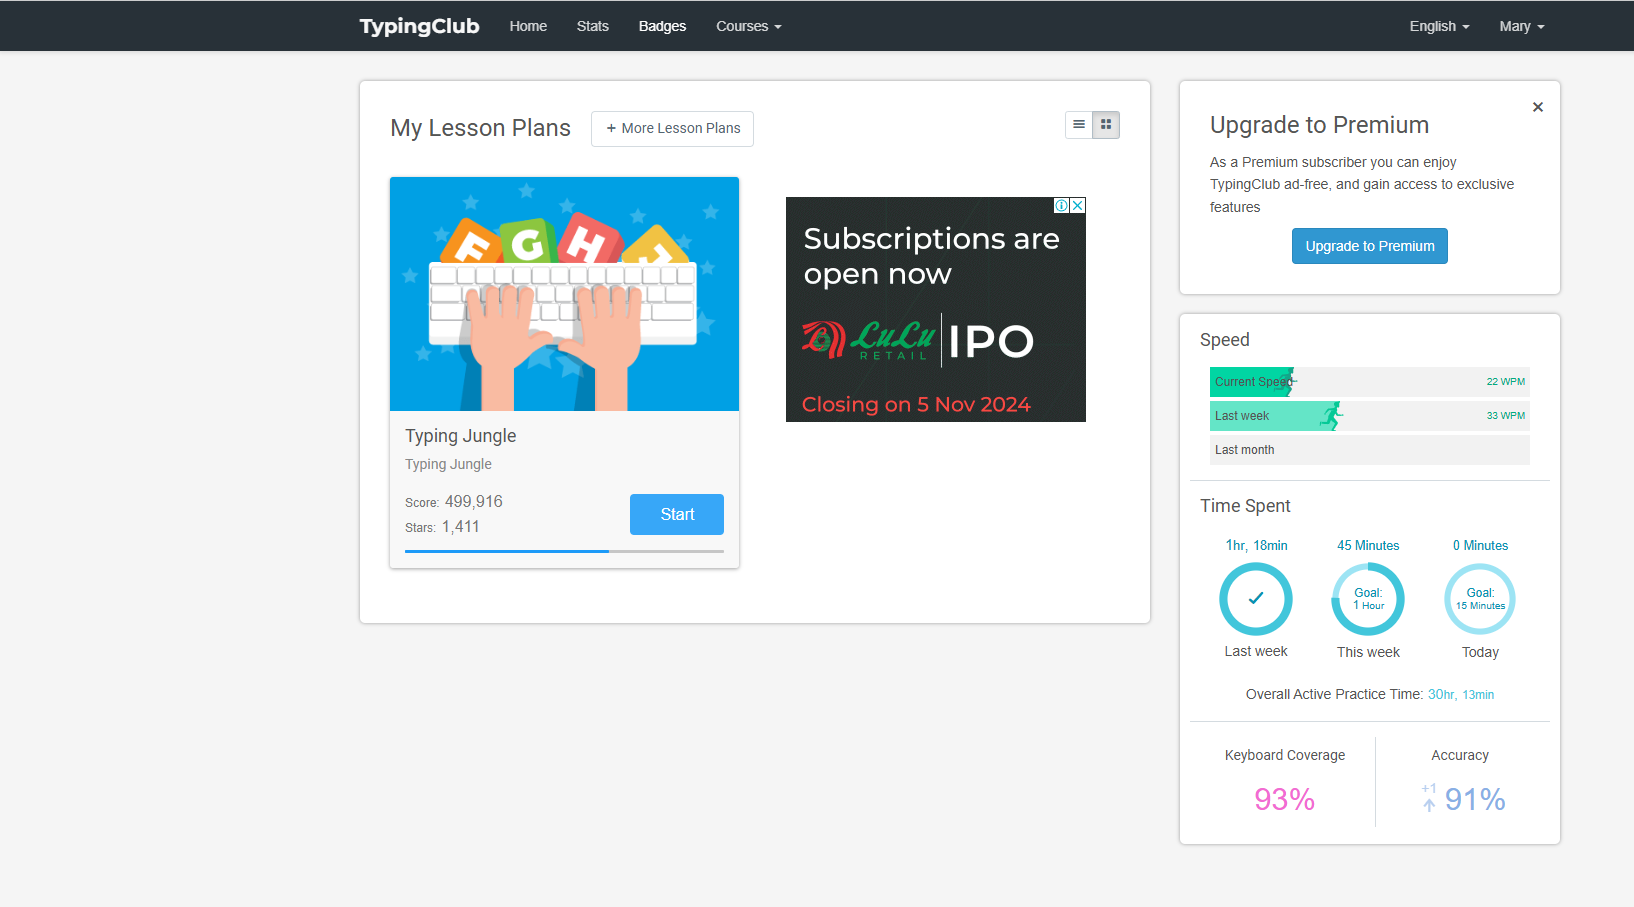 TypingClub
Home
Stats
Badges
Courses
English
Mary
My Lesson Plans
+ More Lesson Plans
F
G
H
J
Typing Jungle
Typing Jungle
Score: 499,916
Stars: 1,411
Start
Subscriptions are
open now
LuLu
RETAIL
IPO
Closing on 5 Nov 2024
Upgrade to Premium
As a Premium subscriber you can enjoy
TypingClub ad-free, and gain access to exclusive
features
Upgrade to Premium
Speed
Current Speed 22 WPM
Last week 33 WPM
Last month
Time Spent
1hr, 18min
45 Minutes
0 Minutes
Goal:
1 Hour
Goal:
15 Minutes
Last week
This week
Today
Overall Active Practice Time: 30hr, 13min
Keyboard Coverage
93%
Accuracy
+1
91%